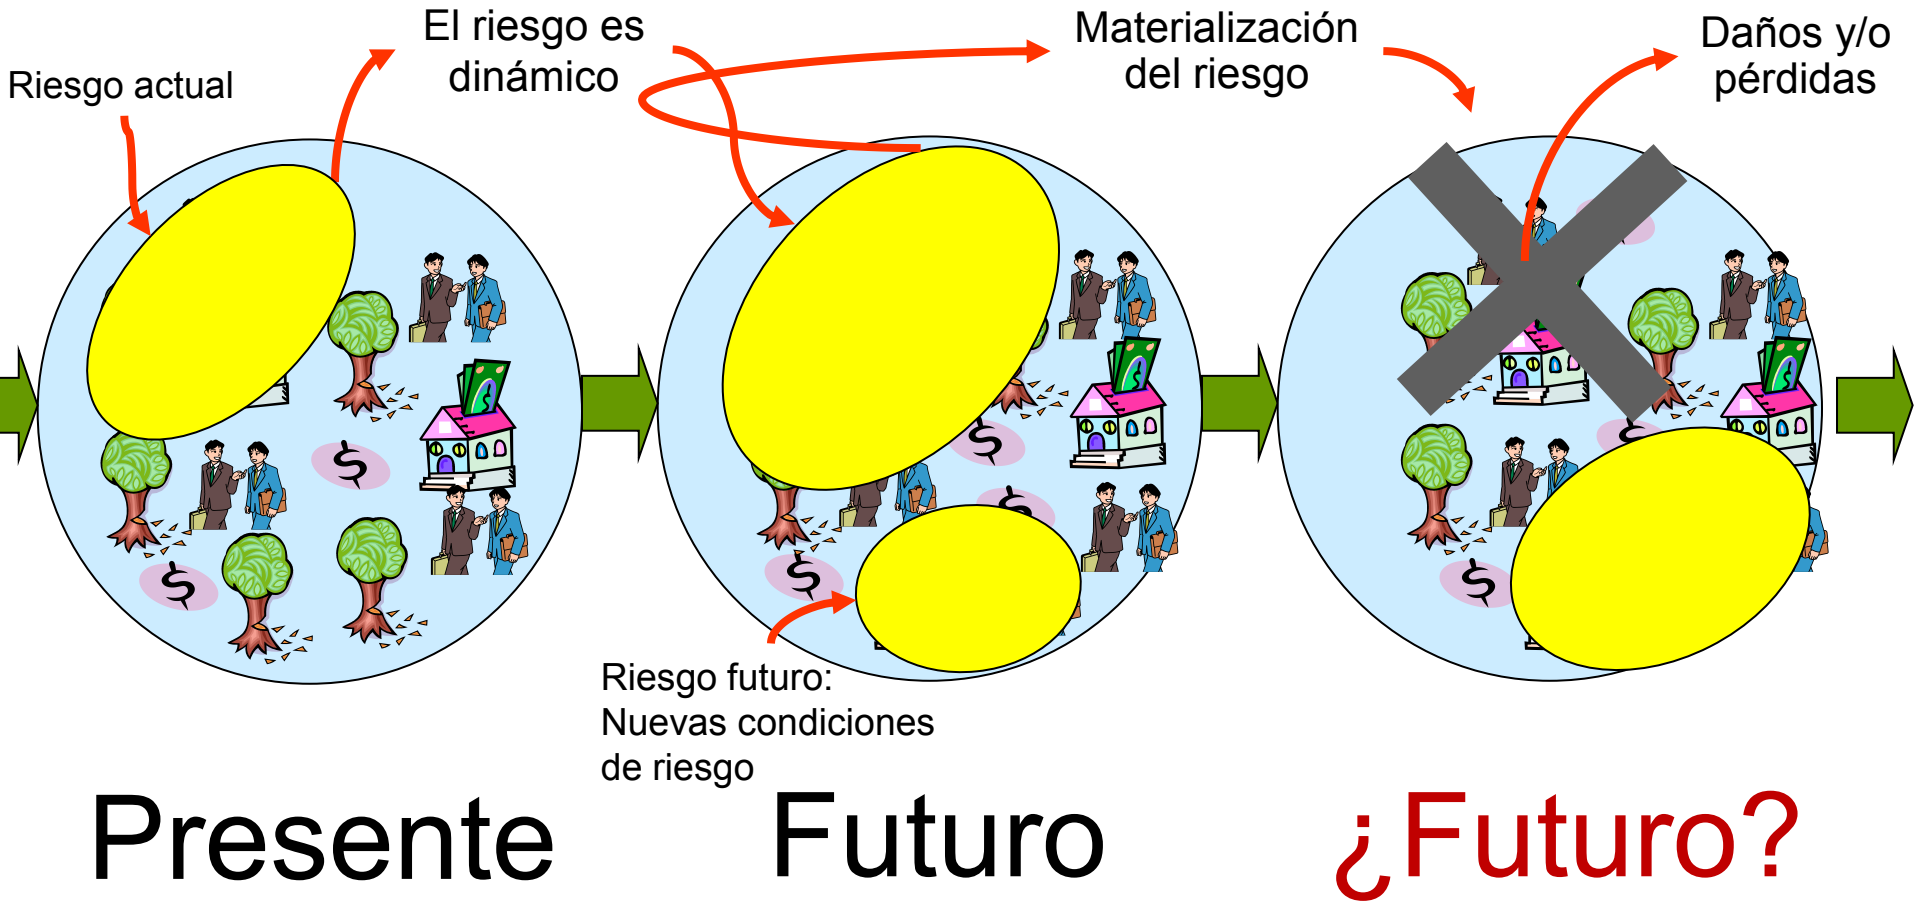 Riesgo actual
El riesgo es
dinámico
Materialización
del riesgo
Daños y/o
pérdidas
$
$
$
$
$
$
$
$
Riesgo futuro:
Nuevas condiciones
de riesgo
Presente
Futuro
¿Futuro?